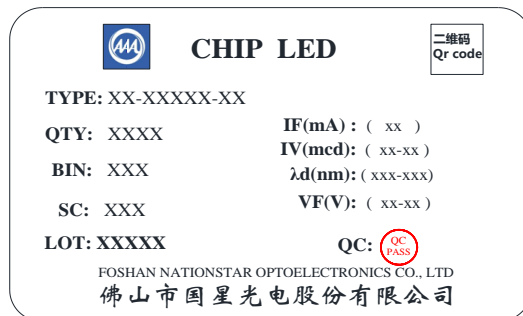 CHIP LED
二维码
Qr code
TYPE: XX-XXXXX-XX
QTY: XXXX
IF(mA) : ( xx )
IV(mcd): ( xx-xx )
BIN: XXX
λd(nm): ( xxx-xxx)
SC: XXX
VF(V): ( xx-xx )
LOT: XXXXX
QC: QC
PASS
FOSHAN NATIONSTAR OPTOELECTRONICS CO., LTD
佛山市国星光电股份有限公司